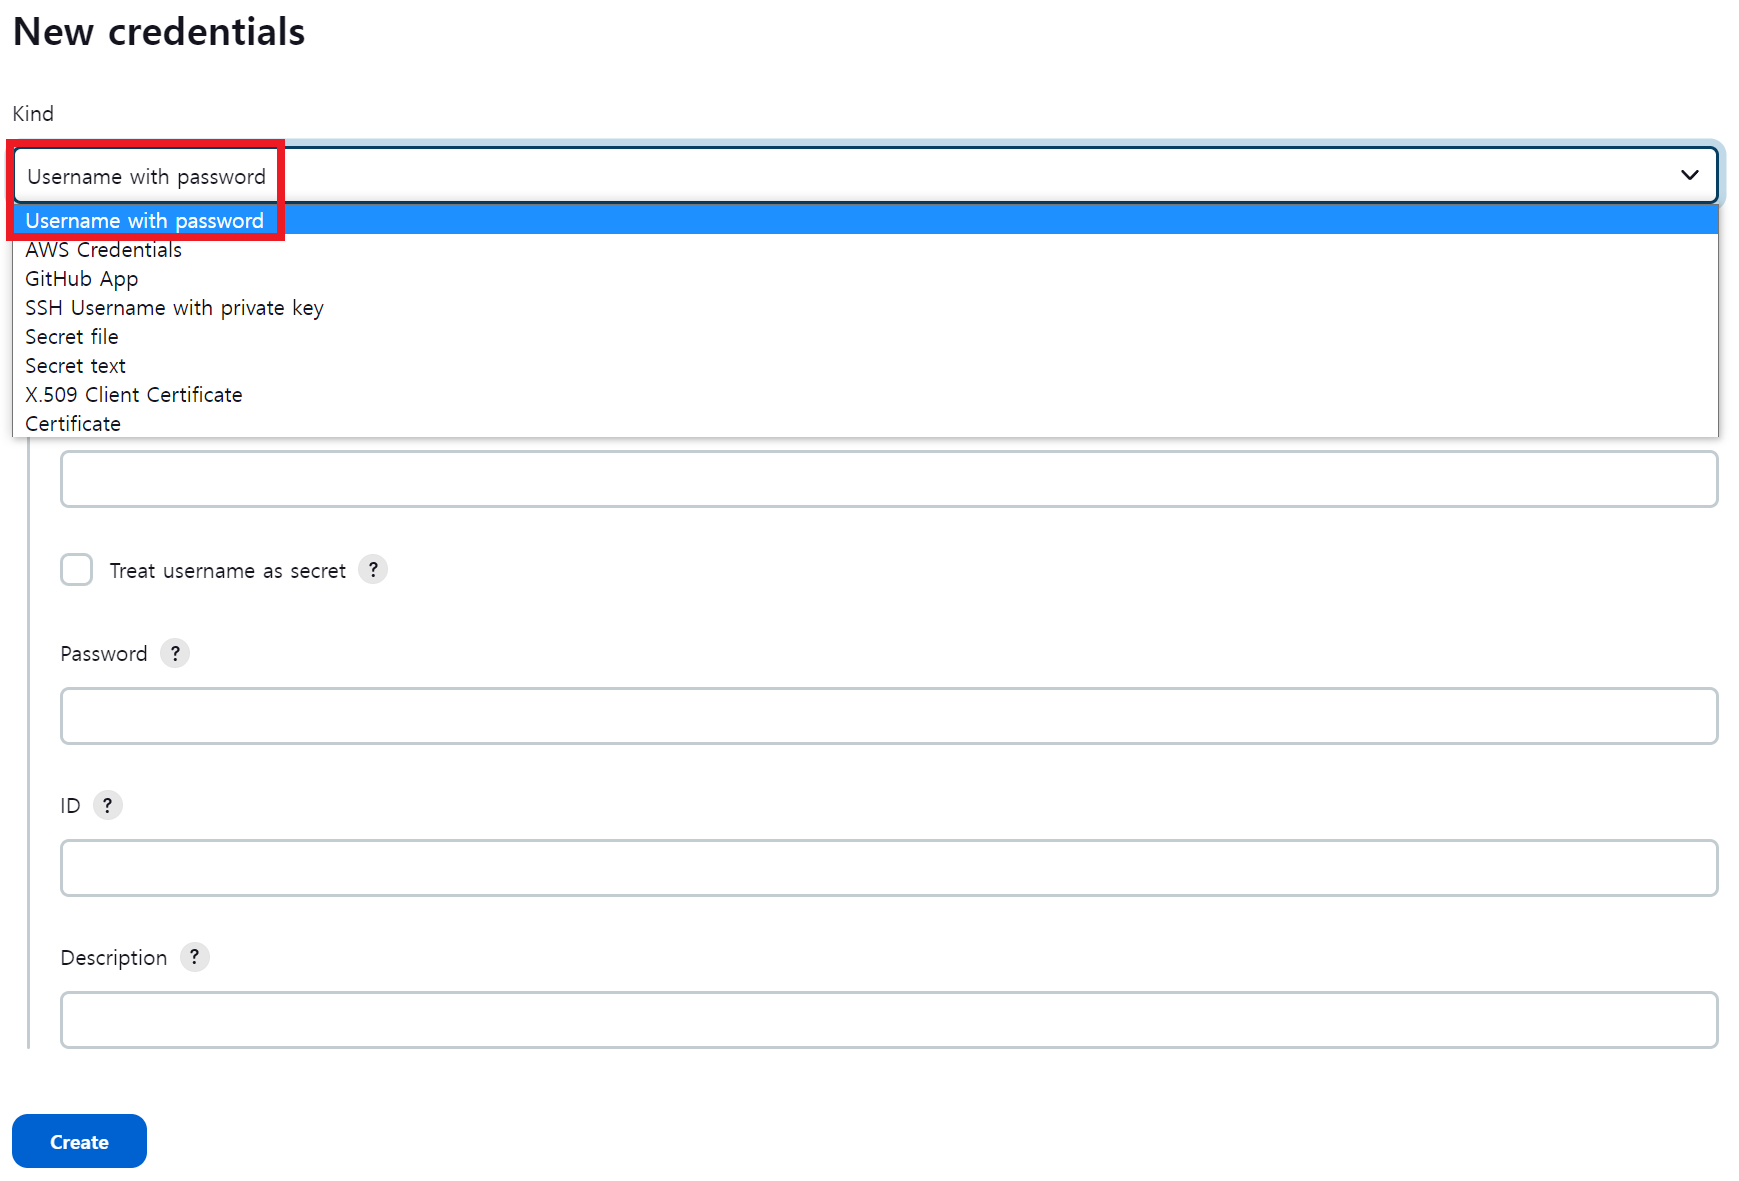 New credentials
Kind
Username with password
Username with password
AWS Credentials
GitHub App
SSH Username with private key
Secret file
Secret text
X.509 Client Certificate
Certificate
Treat username as secret ?
Password ?
ID ?
Description ?
Create